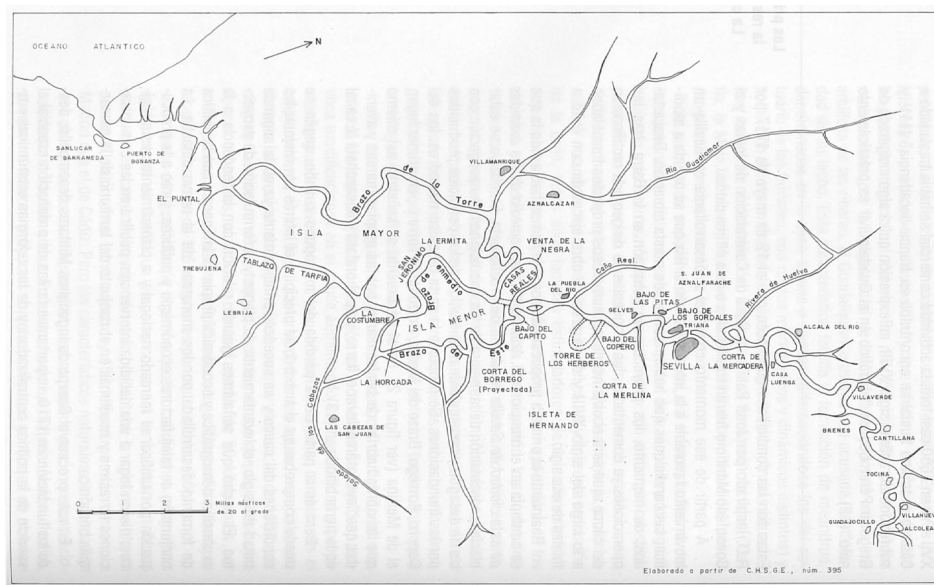 OCEANO ATLANTICO
N
SANLUCAR
DE BARRAMEDA
PUERTO DE
BONANZA
EL PUNTAL
VILLAMANRIQUE
AZNALCAZAR
Río Guadiamar
Brazo de la Torre
ISLA MAYOR
LA ERMITA
SAN JERONIMO
Brazo de enmedio
CASAS REALES
VENTA DE LA
NEGRA
Caño Real
LA PUEBLA
DEL RIO
GELVES
BAJO DE
LAS PITAS
S. JUAN DE
AZNALFARACHE
BAJO DE
LOS GORDALES
TRIANA
Rivera de Huelva
ALCALA DEL RIO
TREBUJENA
TABLAZO DE TARFIA
LEBRIJA
LA
COSTUMBRE
ISLA MENOR
BAJO DEL
CAPITO
BAJO DEL
COPERO
SEVILLA
CORTA DE
LA MERCADERA
CASA
LUENGA
TORRE DE
LOS HERBEROS
Brazo del Este
LA HORCADA
CORTA DEL
BORREGO
(Proyectada)
CORTA DE
LA MERLINA
ISLETA DE
HERNANDO
VILLAVERDE
BRENES
CANTILLANA
Salado de las Cabezas
LAS CABEZAS DE
SAN JUAN
TOCINA
VILLANUEV
GUADAJOCILLO
ALCOLEA
0 1 2 3
Millas náuticas
de 20 al grado
Elaborado a partir de C.H.S.G.E., núm. 395